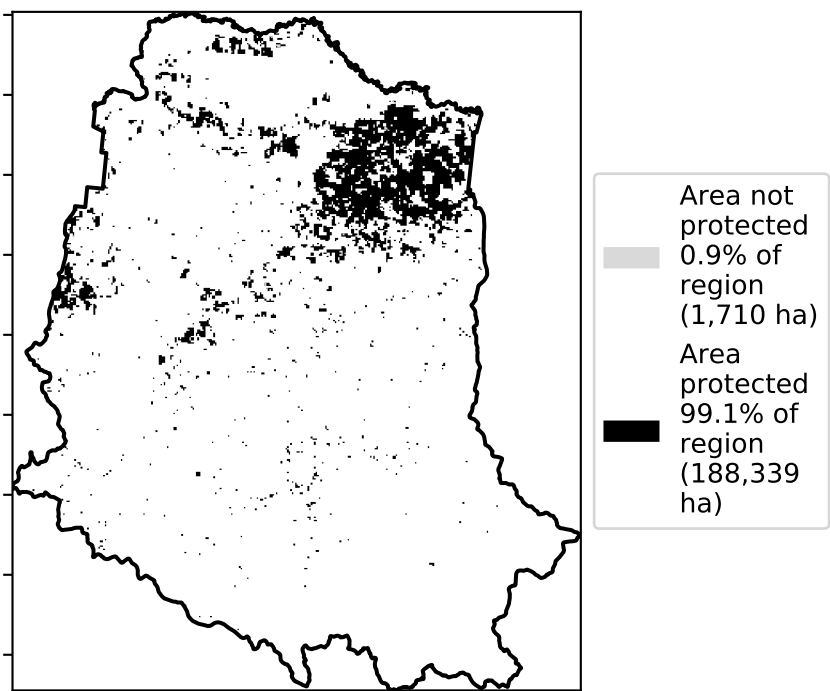 Area not
protected
0.9% of
region
(1,710 ha)
Area
protected
99.1% of
region
(188,339
ha)